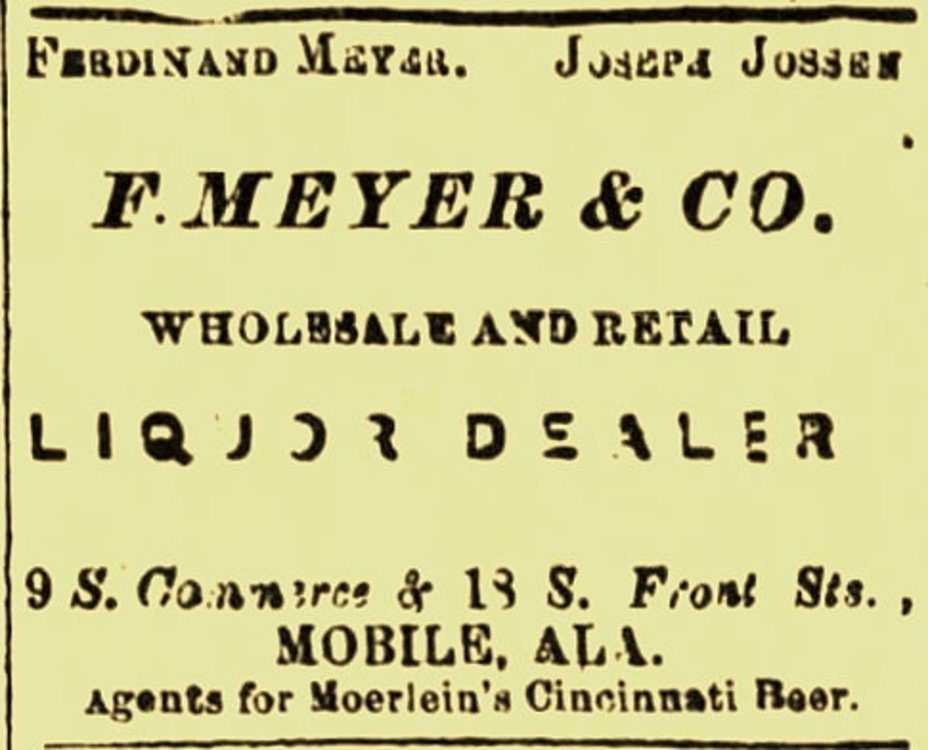 FERDINAND MEYER. JOSEPH JOSSEN
F. MEYER & CO.
WHOLESALE AND RETAIL
LIQUOR DEALER
9 S. Commerce & 18 S. Front Sts.,
MOBILE, ALA.
Agents for Moerlein's Cincinnati Beer.